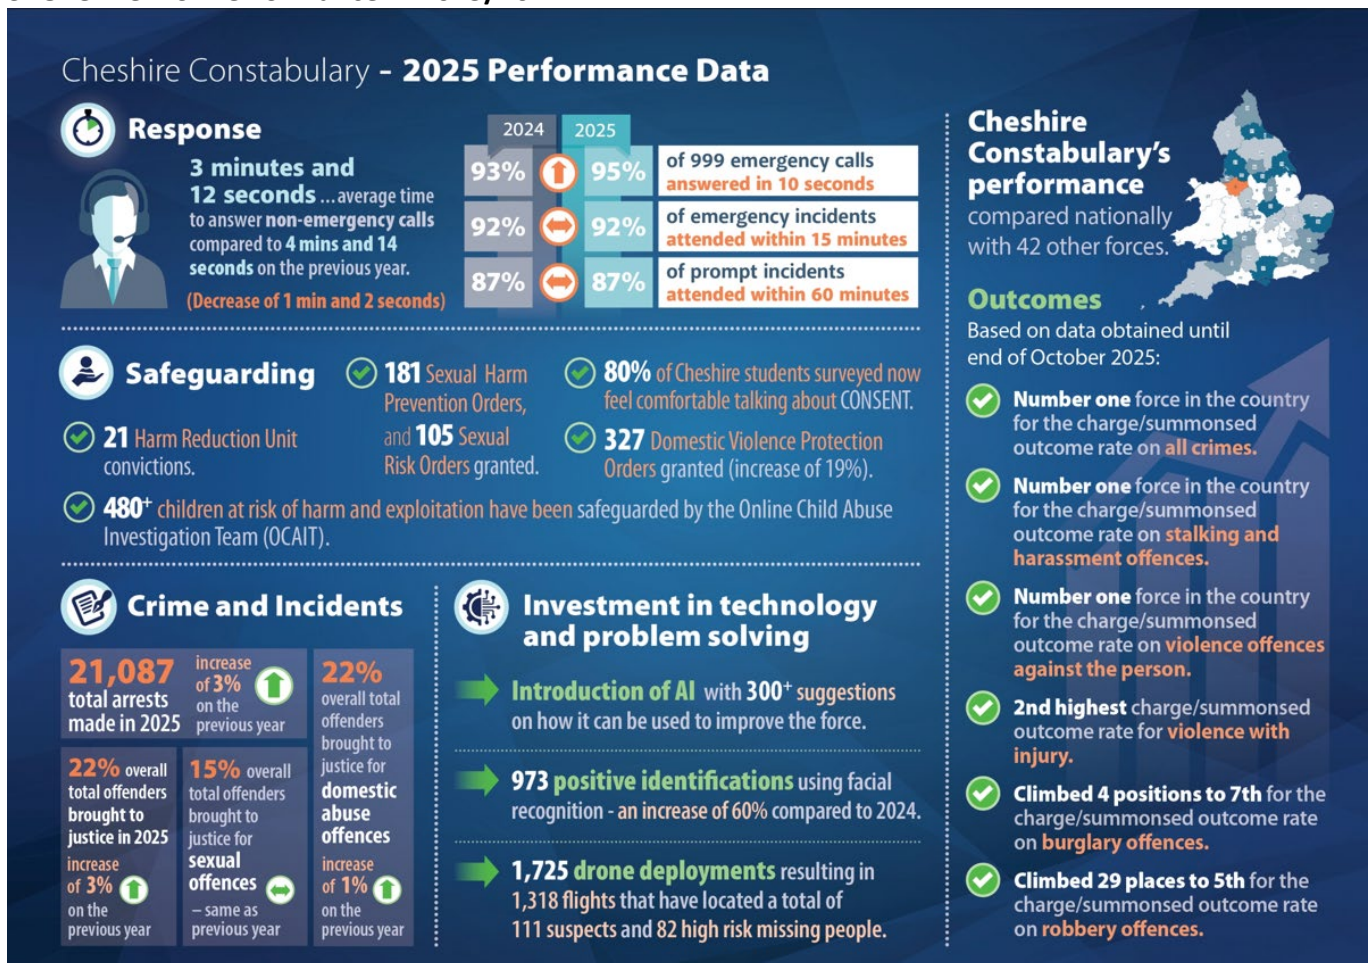 Cheshire Constabulary - 2025 Performance Data
Response
3 minutes and
12 seconds ...average time
to answer non-emergency calls
compared to 4 mins and 14
seconds on the previous year.
(Decrease of 1 min and 2 seconds)
2024 2025
93% 95% of 999 emergency calls
answered in 10 seconds
92% 92% of emergency incidents
attended within 15 minutes
87% 87% of prompt incidents
attended within 60 minutes
Safeguarding
21 Harm Reduction Unit
convictions.
181 Sexual Harm
Prevention Orders,
and 105 Sexual
Risk Orders granted.
80% of Cheshire students surveyed now
feel comfortable talking about CONSENT.
327 Domestic Violence Protection
Orders granted (increase of 19%).
480+ children at risk of harm and exploitation have been safeguarded by the Online Child Abuse
Investigation Team (OCAIT).
Crime and Incidents
21,087
total arrests
made in 2025
increase
of 3%
on the
previous year
22% overall
total offenders
brought to
justice in 2025
increase
of 3%
on the
previous year
15% overall
total offenders
brought to
justice for
sexual
offences
– same as
previous year
22%
overall total
offenders
brought to
justice for
domestic
abuse
offences
increase
of 1%
on the
previous year
Investment in technology
and problem solving
Introduction of AI with 300+ suggestions
on how it can be used to improve the force.
973 positive identifications using facial
recognition - an increase of 60% compared to 2024.
1,725 drone deployments resulting in
1,318 flights that have located a total of
111 suspects and 82 high risk missing people.
Cheshire
Constabulary's
performance
compared nationally
with 42 other forces.
Outcomes
Based on data obtained until
end of October 2025:
Number one force in the country
for the charge/summonsed
outcome rate on all crimes.
Number one force in the country
for the charge/summonsed
outcome rate on stalking and
harassment offences.
Number one force in the country
for the charge/summonsed
outcome rate on violence offences
against the person.
2nd highest charge/summonsed
outcome rate for violence with
injury.
Climbed 4 positions to 7th for the
charge/summonsed outcome rate
on burglary offences.
Climbed 29 places to 5th for the
charge/summonsed outcome rate
on robbery offences.